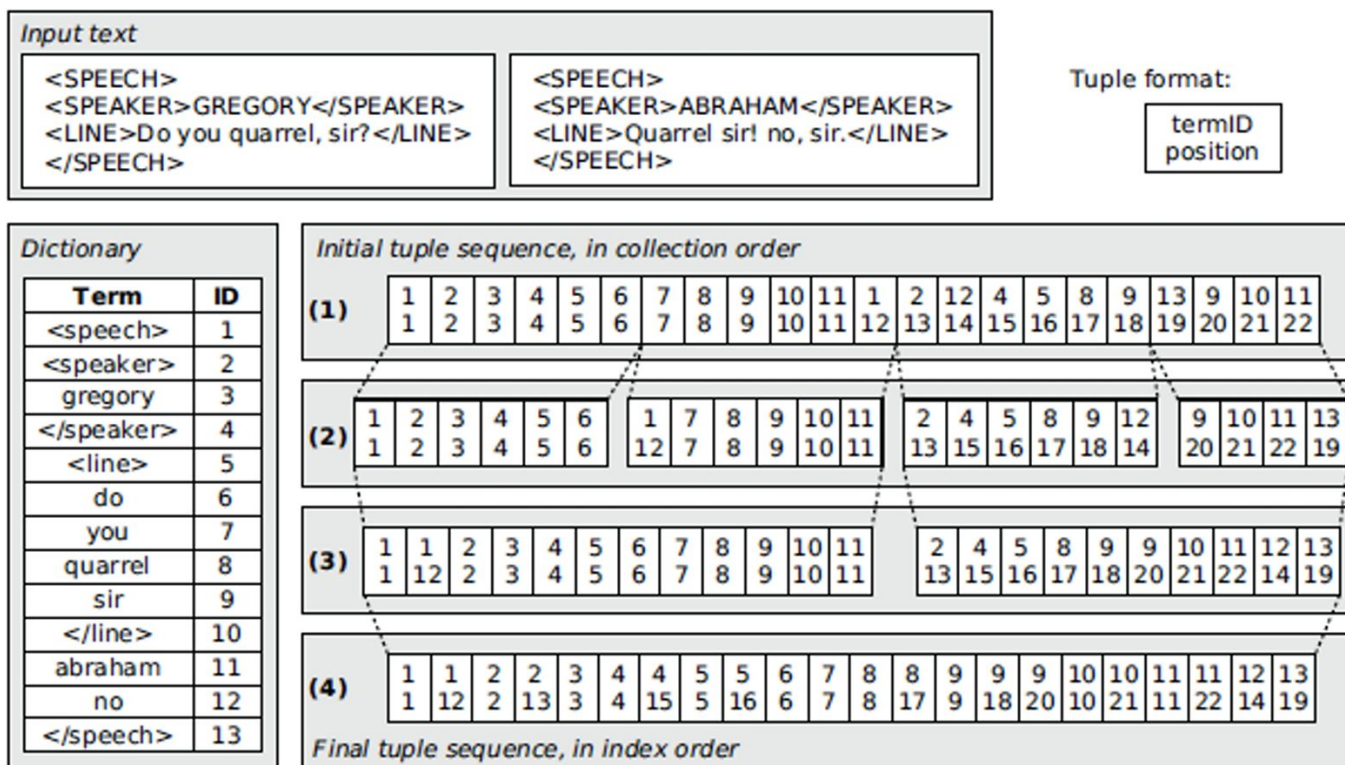 Input text
<SPEECH>
<SPEAKER>GREGORY</SPEAKER>
<LINE>Do you quarrel, sir?</LINE>
</SPEECH>
<SPEECH>
<SPEAKER>ABRAHAM</SPEAKER>
<LINE>Quarrel sir! no, sir.</LINE>
</SPEECH>
Tuple format:
termID
position
Dictionary
Term ID
<speech> 1
<speaker> 2
gregory 3
</speaker> 4
<line> 5
do 6
you 7
quarrel 8
sir 9
</line> 10
abraham 11
no 12
</speech> 13
Initial tuple sequence, in collection order
(1)
1 2 3 4 5 6 7 8 9 10 11 1 2 12 4 5 8 9 13 9 10 11
1 2 3 4 5 6 7 8 9 10 11 12 13 14 15 16 17 18 19 20 21 22
(2)
1 2 3 4 5 6 1 7 8 9 10 11 2 4 5 8 9 12 9 10 11 13
1 2 3 4 5 6 12 7 8 9 10 11 13 15 16 17 18 14 20 21 22 19
(3)
1 1 2 3 4 5 6 7 8 9 10 11 2 4 5 8 9 9 10 11 12 13
1 12 2 3 4 5 6 7 8 9 10 11 13 15 16 17 18 20 21 22 14 19
(4)
1 1 2 2 3 4 4 5 5 6 7 8 8 9 9 9 10 10 11 11 12 13
1 12 2 13 3 4 15 5 16 6 7 8 17 9 18 20 10 21 11 22 14 19
Final tuple sequence, in index order